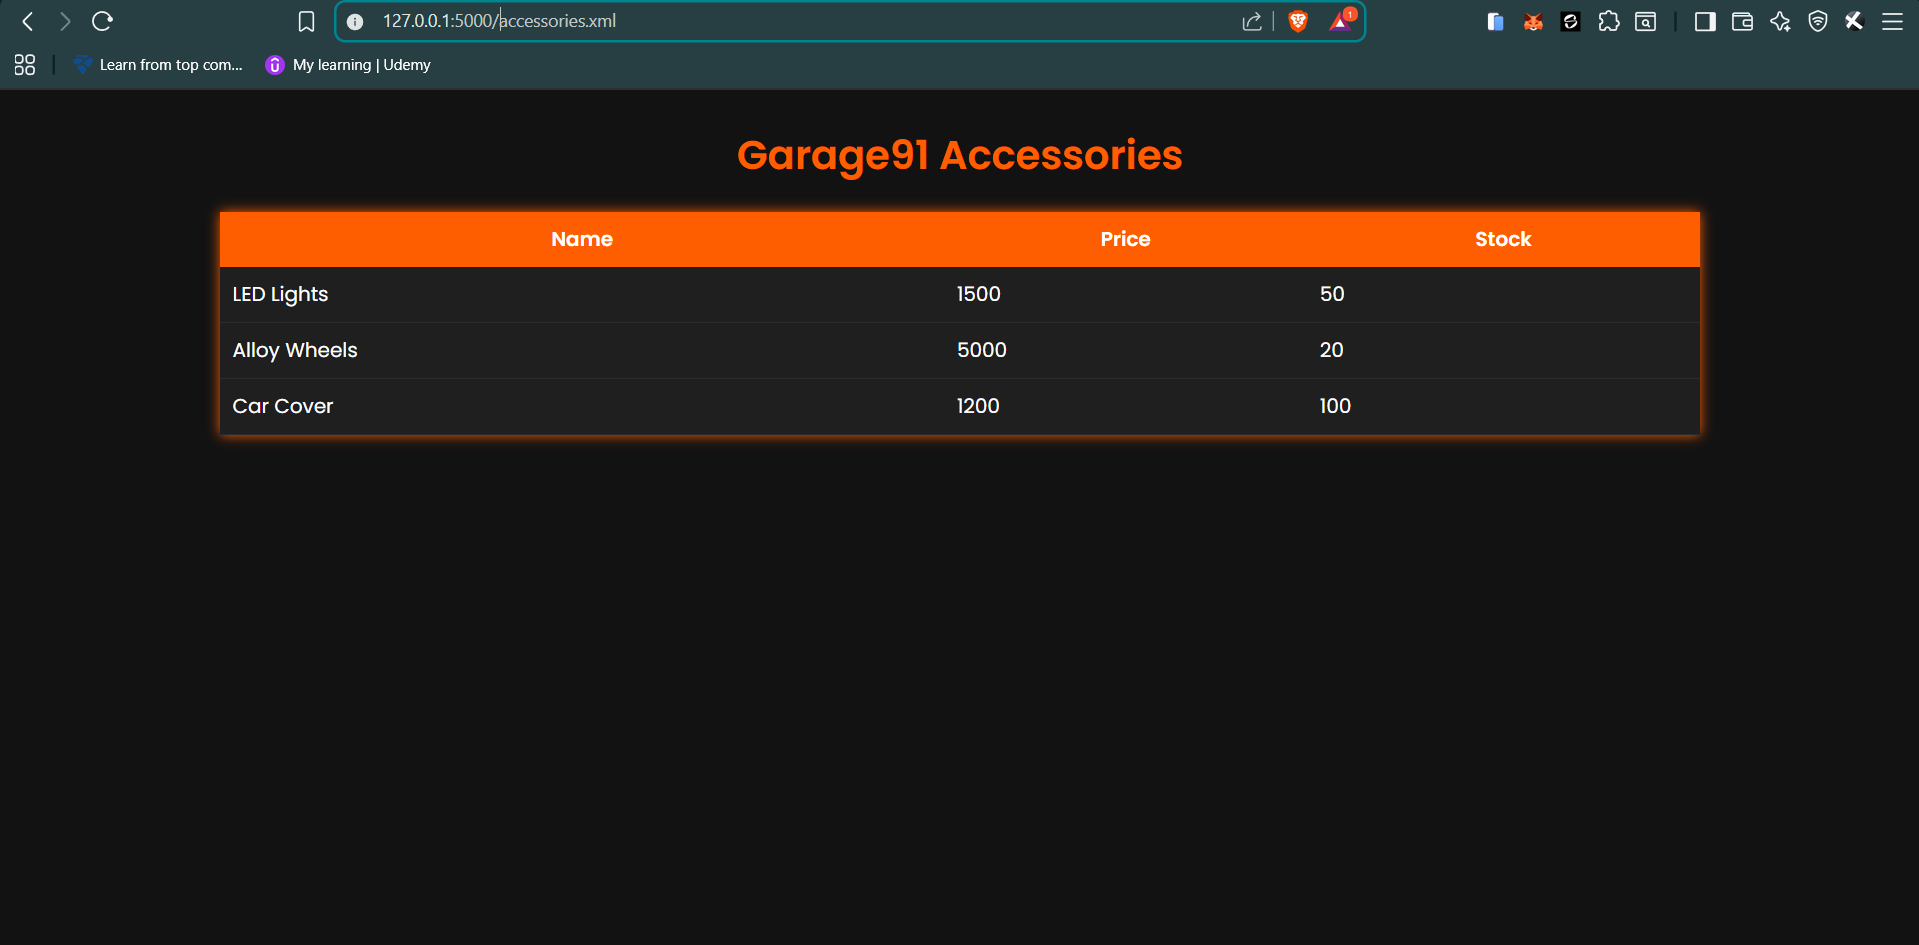 127.0.0.1:5000/accessories.xml
1
Learn from top com...
My learning | Udemy
Garage91 Accessories
Name Price Stock
LED Lights 1500 50
Alloy Wheels 5000 20
Car Cover 1200 100